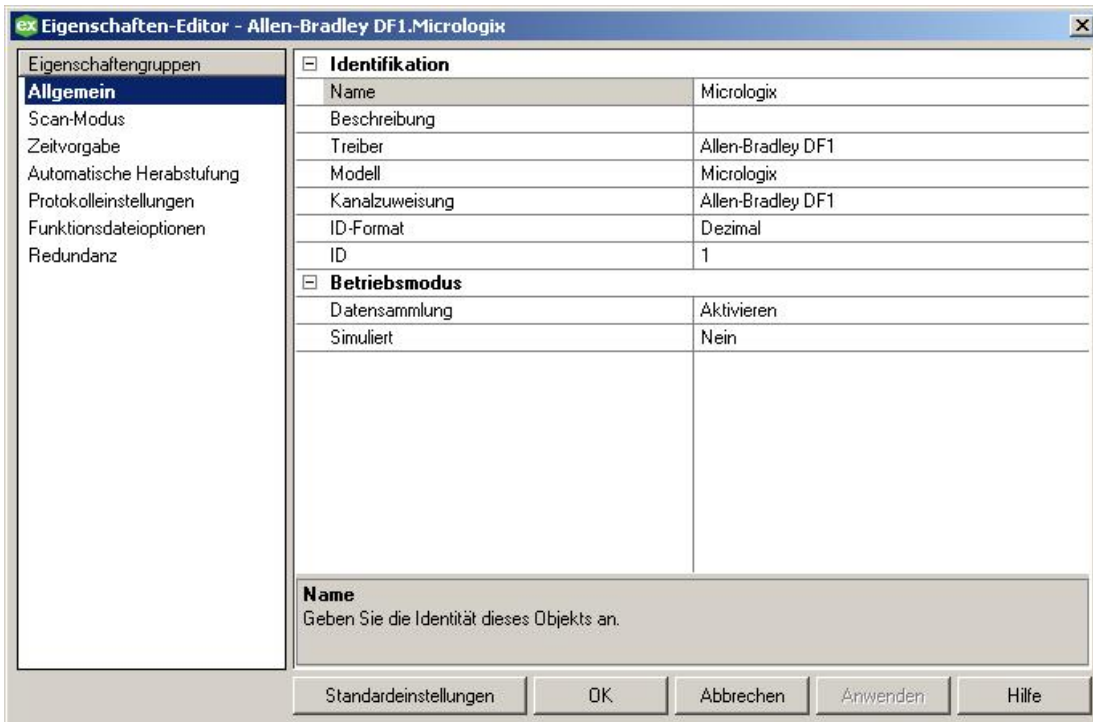 ex Eigenschaften-Editor - Allen-Bradley DF1.Micrologix
Eigenschaftengruppen
Allgemein
Scan-Modus
Zeitvorgabe
Automatische Herabstufung
Protokolleinstellungen
Funktionsdateioptionen
Redundanz
Identifikation
Name Micrologix
Beschreibung
Treiber Allen-Bradley DF1
Modell Micrologix
Kanalzuweisung Allen-Bradley DF1
ID-Format Dezimal
ID 1
Betriebsmodus
Datensammlung Aktivieren
Simuliert Nein
Name
Geben Sie die Identität dieses Objekts an.
Standardeinstellungen OK Abbrechen Anwenden Hilfe